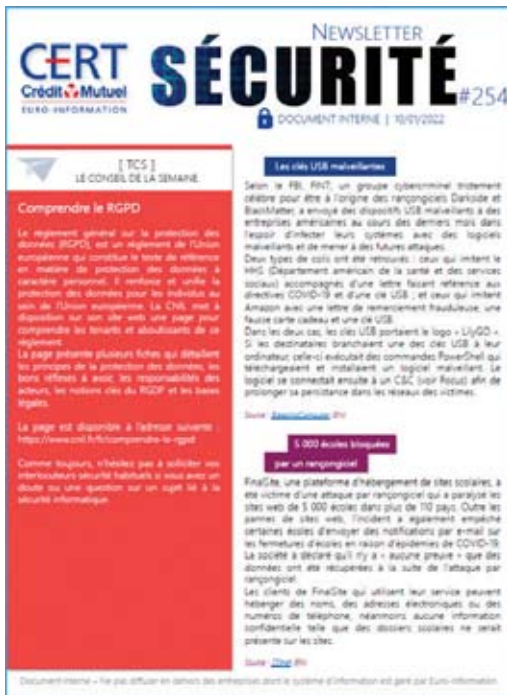 CERT
Crédit Mutuel
EURO-INFORMATION
NEWSLETTER
SÉCURITÉ #254
DOCUMENT INTERNE | 10/01/2022
[ TCS ]
LE CONSEIL DE LA SEMAINE
Comprendre le RGPD
Le règlement général sur la protection des
données (RGPD), est un règlement de l'Union
européenne qui constitue le texte de référence
en matière de protection des données à
caractère personnel. Il renforce et unifie la
protection des données pour les individus au
sein de l'Union européenne. La CNIL met à
disposition sur son site web une page pour
comprendre les tenants et aboutissants de ce
règlement.
La page présente plusieurs fiches qui détaillent
les principes de la protection des données, les
bons réflexes à avoir, les responsabilités des
acteurs, les notions clés du RGDP et les bases
légales.
La page est disponible à l'adresse suivante :
https://www.cnil.fr/fr/comprendre-le-rgpd
Comme toujours, n'hésitez pas à solliciter vos
interlocuteurs sécurité habituels si vous avez un
doute ou une question sur un sujet lié à la
sécurité informatique.
Les clés USB malveillantes
Selon le FBI, FIN7, un groupe cybercriminel tristement
célèbre pour être à l'origine des rançongiciels Darkside et
BlackMatter, a envoyé des dispositifs USB malveillants à des
entreprises américaines au cours des derniers mois dans
l'espoir d'infecter leurs systèmes avec des logiciels
malveillants et de mener à des futures attaques.
Deux types de colis ont été retrouvés : ceux qui imitent le
HHS (Département américain de la santé et des services
sociaux) accompagnés d'une lettre faisant référence aux
directives COVID-19 et d'une clé USB ; et ceux qui imitent
Amazon avec une lettre de remerciement frauduleuse, une
fausse carte cadeau et une clé USB.
Dans les deux cas, les clés USB portaient le logo « LilyGO ».
Si les destinataires branchaient une des clés USB à leur
ordinateur, celle-ci exécutait des commandes PowerShell qui
téléchargeaient et installaient un logiciel malveillant. Le
logiciel se connectait ensuite à un C&C (voir Focus) afin de
prolonger sa persistance dans les réseaux des victimes.
Source : BleepingComputer (EN)
5 000 écoles bloquées
par un rançongiciel
FinalSite, une plateforme d'hébergement de sites scolaires, a
été victime d'une attaque par rançongiciel qui a paralysé les
sites web de 5 000 écoles dans plus de 110 pays. Outre les
pannes de sites web, l'incident a également empêché
certaines écoles d'envoyer des notifications par e-mail sur
les fermetures d'écoles en raison d'épidémies de COVID-19.
La société a déclaré qu'il n'y a « aucune preuve » que des
données ont été récupérées à la suite de l'attaque par
rançongiciel.
Les clients de FinalSite qui utilisent leur service peuvent
héberger des noms, des adresses électroniques ou des
numéros de téléphone, néanmoins aucune information
confidentielle telle que des dossiers scolaires ne serait
présente sur les sites.
Source : ZDNet (EN)
Document interne – Ne pas diffuser en dehors des entreprises dont le système d'information est géré par Euro-Information.